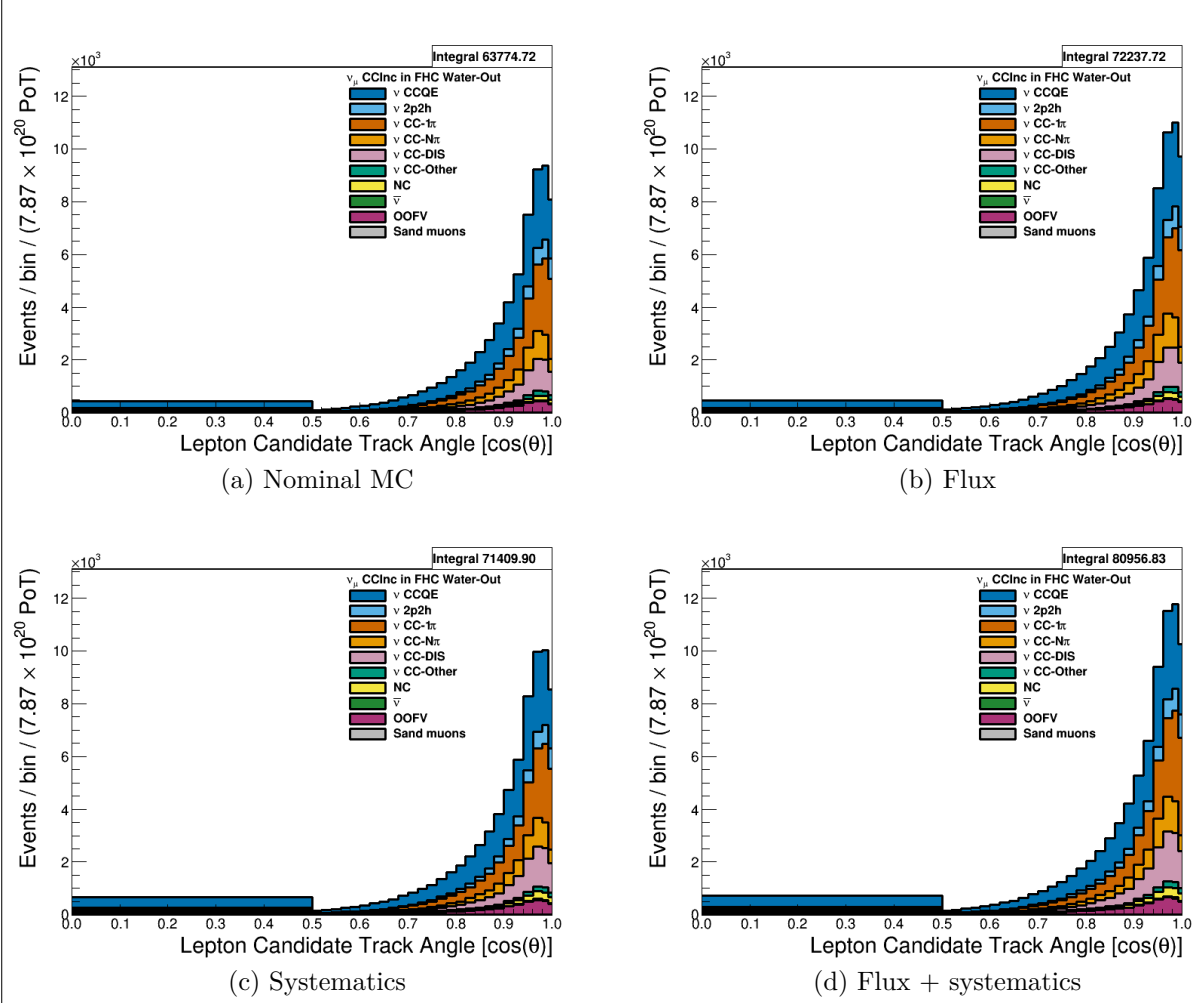 Integral 63774.72
×10³
νμ CCInc in FHC Water-Out
ν CCQE
ν 2p2h
ν CC-1π
ν CC-Nπ
ν CC-DIS
ν CC-Other
NC
ν̅
OOFV
Sand muons
Events / bin / (7.87 × 10²⁰ PoT)
12
10
8
6
4
2
0
0.0 0.1 0.2 0.3 0.4 0.5 0.6 0.7 0.8 0.9 1.0
Lepton Candidate Track Angle [cos(θ)]
(a) Nominal MC
Integral 72237.72
×10³
νμ CCInc in FHC Water-Out
ν CCQE
ν 2p2h
ν CC-1π
ν CC-Nπ
ν CC-DIS
ν CC-Other
NC
ν̅
OOFV
Sand muons
Events / bin / (7.87 × 10²⁰ PoT)
12
10
8
6
4
2
0
0.0 0.1 0.2 0.3 0.4 0.5 0.6 0.7 0.8 0.9 1.0
Lepton Candidate Track Angle [cos(θ)]
(b) Flux
Integral 71409.90
×10³
νμ CCInc in FHC Water-Out
ν CCQE
ν 2p2h
ν CC-1π
ν CC-Nπ
ν CC-DIS
ν CC-Other
NC
ν̅
OOFV
Sand muons
Events / bin / (7.87 × 10²⁰ PoT)
12
10
8
6
4
2
0
0.0 0.1 0.2 0.3 0.4 0.5 0.6 0.7 0.8 0.9 1.0
Lepton Candidate Track Angle [cos(θ)]
(c) Systematics
Integral 80956.83
×10³
νμ CCInc in FHC Water-Out
ν CCQE
ν 2p2h
ν CC-1π
ν CC-Nπ
ν CC-DIS
ν CC-Other
NC
ν̅
OOFV
Sand muons
Events / bin / (7.87 × 10²⁰ PoT)
12
10
8
6
4
2
0
0.0 0.1 0.2 0.3 0.4 0.5 0.6 0.7 0.8 0.9 1.0
Lepton Candidate Track Angle [cos(θ)]
(d) Flux + systematics